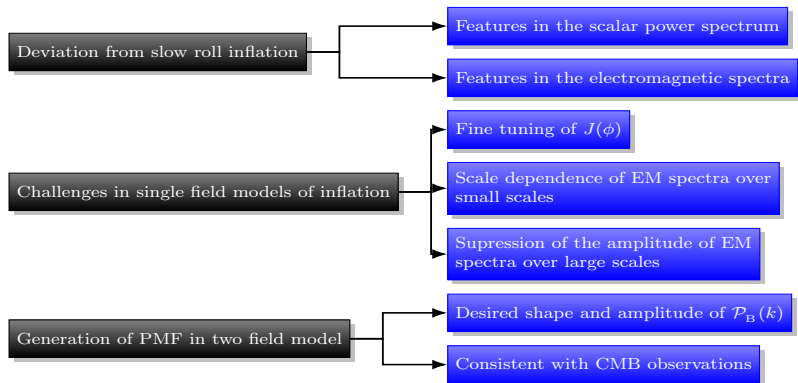 Deviation from slow roll inflation
Features in the scalar power spectrum
Features in the electromagnetic spectra
Challenges in single field models of inflation
Fine tuning of J(ϕ)
Scale dependence of EM spectra over
small scales
Supression of the amplitude of EM
spectra over large scales
Generation of PMF in two field model
Desired shape and amplitude of 𝒫_B(k)
Consistent with CMB observations